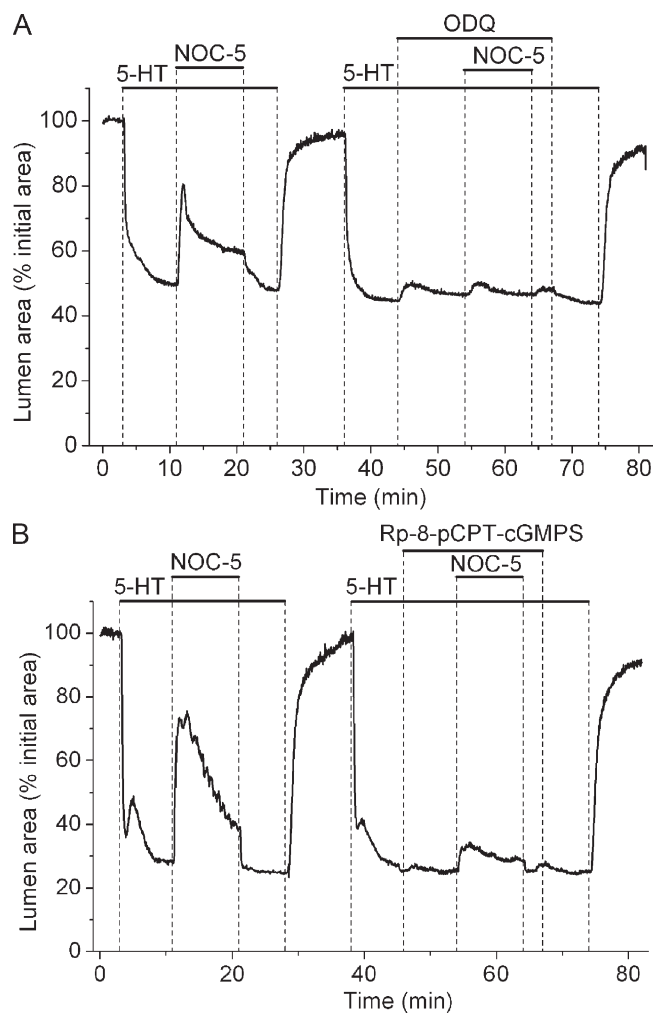 A
ODQ
NOC-5
NOC-5
5-HT
5-HT
100
80
60
40
20
0
Lumen area (% initial area)
0 10 20 30 40 50 60 70 80
Time (min)
B
Rp-8-pCPT-cGMPS
NOC-5
NOC-5
5-HT
5-HT
100
80
60
40
20
0
Lumen area (% initial area)
0 20 40 60 80
Time (min)